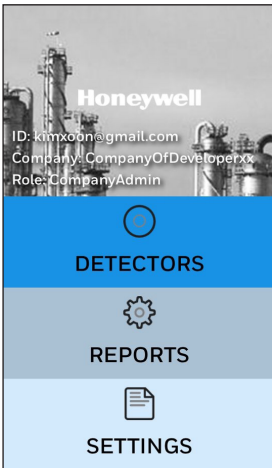 Honeywell
ID: kimxoon@gmail.com
Company: CompanyOfDeveloperxx
Role: CompanyAdmin
DETECTORS
REPORTS
SETTINGS